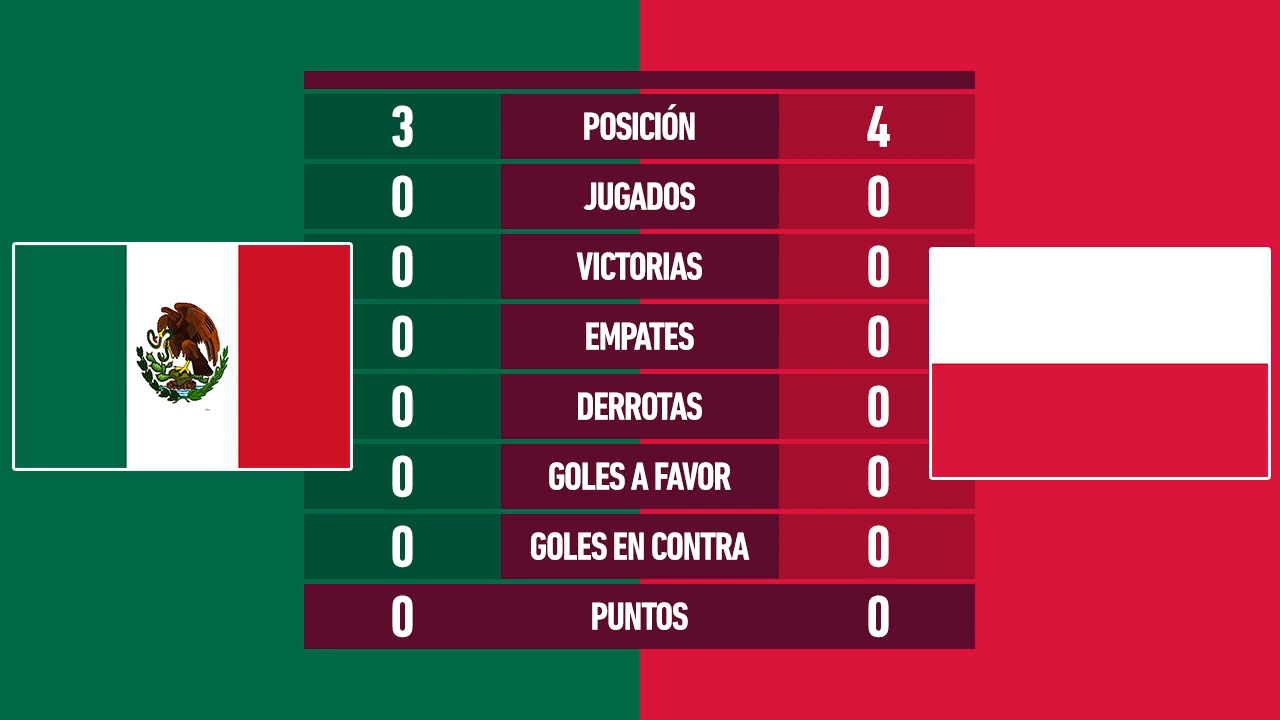 3 POSICIÓN 4
0 JUGADOS 0
0 VICTORIAS 0
0 EMPATES 0
0 DERROTAS 0
0 GOLES A FAVOR 0
0 GOLES EN CONTRA 0
0 PUNTOS 0